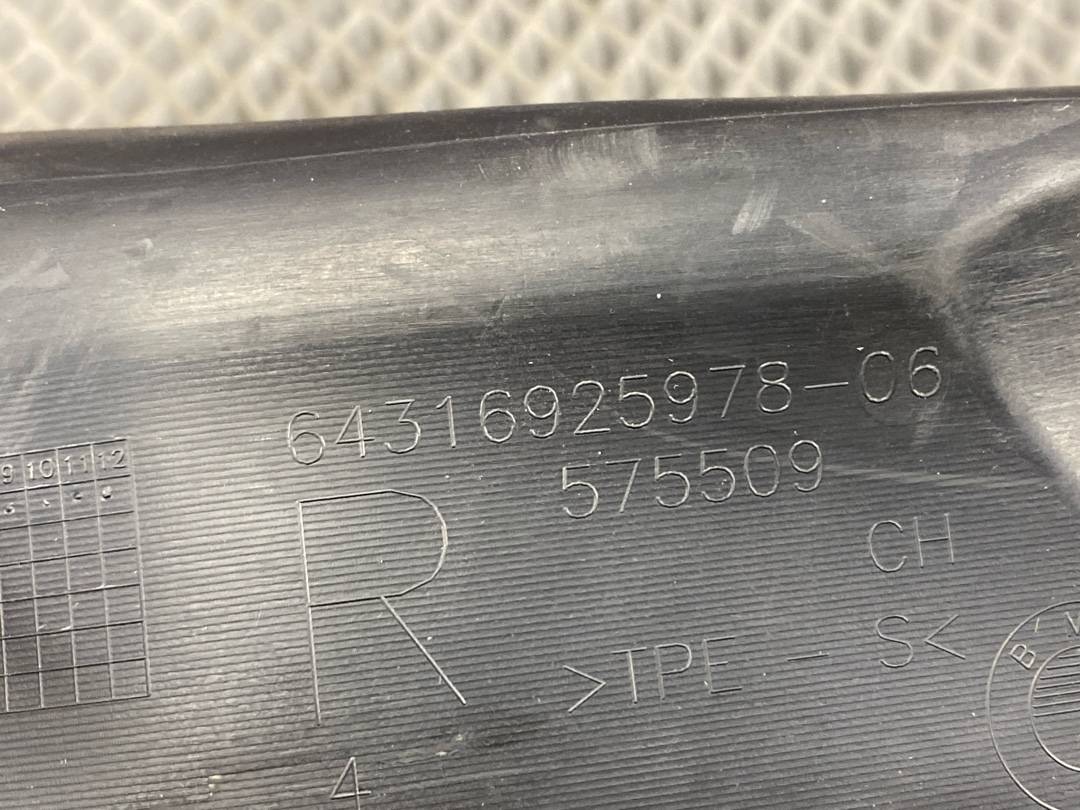 64316925978-06
575509
9 10 11 12
R
CH
>TPE - S<
B M
4